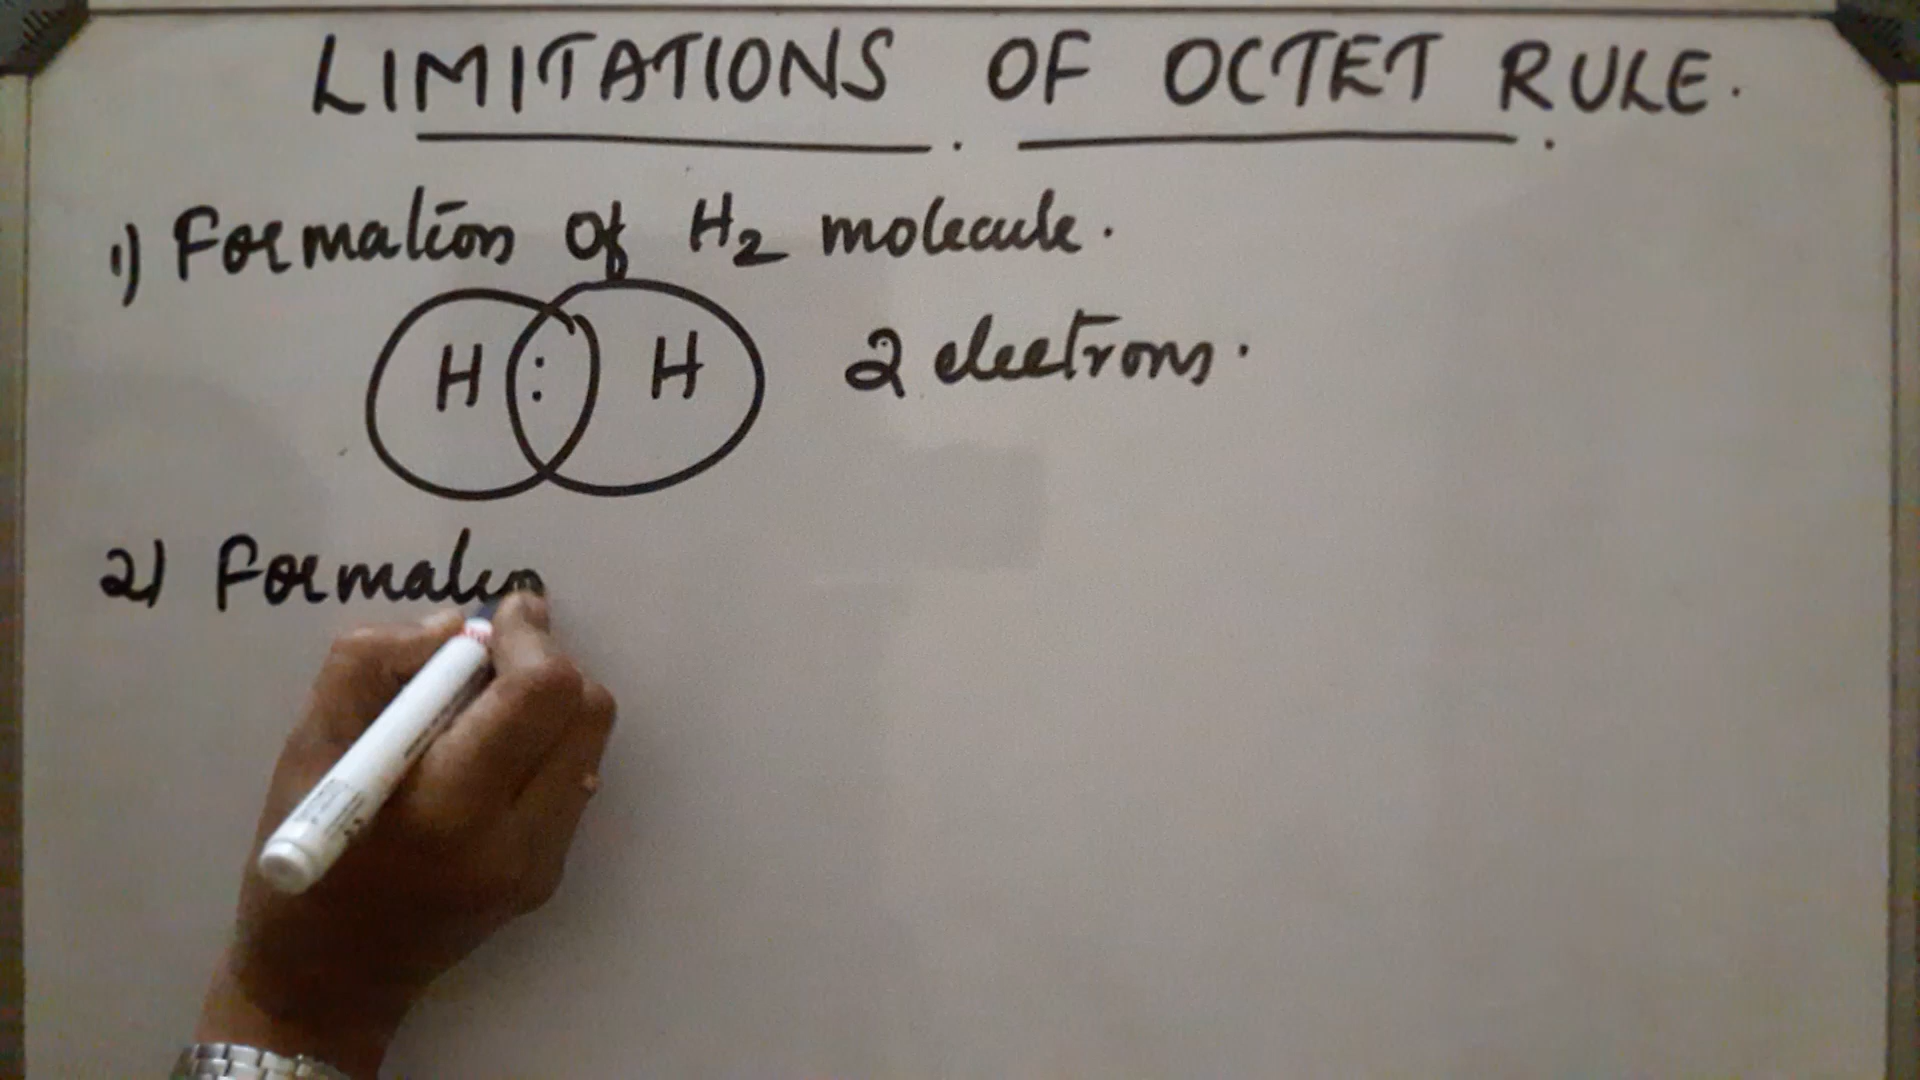 LIMITATIONS OF OCTET RULE.
1) Formation of H2 molecule.
H : H 2 electrons.
2) Formation